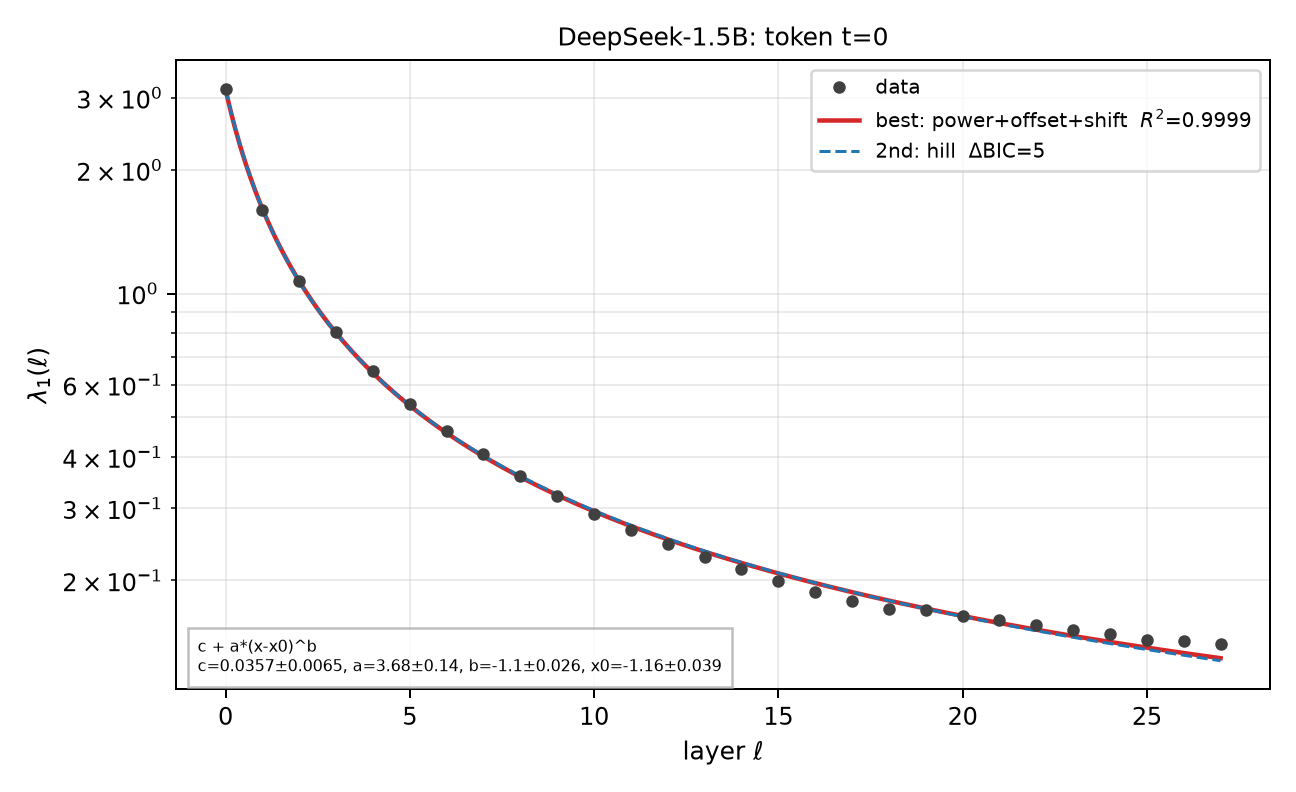 DeepSeek-1.5B: token t=0
data
best: power+offset+shift R²=0.9999
2nd: hill ΔBIC=5
3 × 10⁰
2 × 10⁰
10⁰
6 × 10⁻¹
4 × 10⁻¹
3 × 10⁻¹
2 × 10⁻¹
λ₁(ℓ)
c + a*(x-x0)^b
c=0.0357±0.0065, a=3.68±0.14, b=-1.1±0.026, x0=-1.16±0.039
0 5 10 15 20 25
layer ℓ